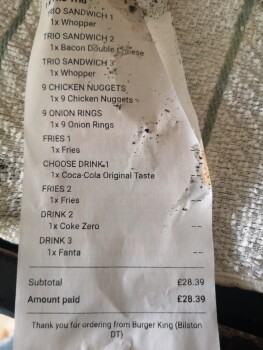 TRIO SANDWICH 1
1x Whopper
TRIO SANDWICH 2
1x Bacon Double Cheese
TRIO SANDWICH 3
1x Whopper
9 CHICKEN NUGGETS
1x 9 Chicken Nuggets --
9 ONION RINGS
1x 9 Onion Rings
FRIES 1
1x Fries
CHOOSE DRINK 1
1x Coca-Cola Original Taste
FRIES 2
1x Fries --
DRINK 2
1x Coke Zero --
DRINK 3
1x Fanta --
Subtotal £28.39
Amount paid £28.39
Thank you for ordering from Burger King (Bilston
DT)